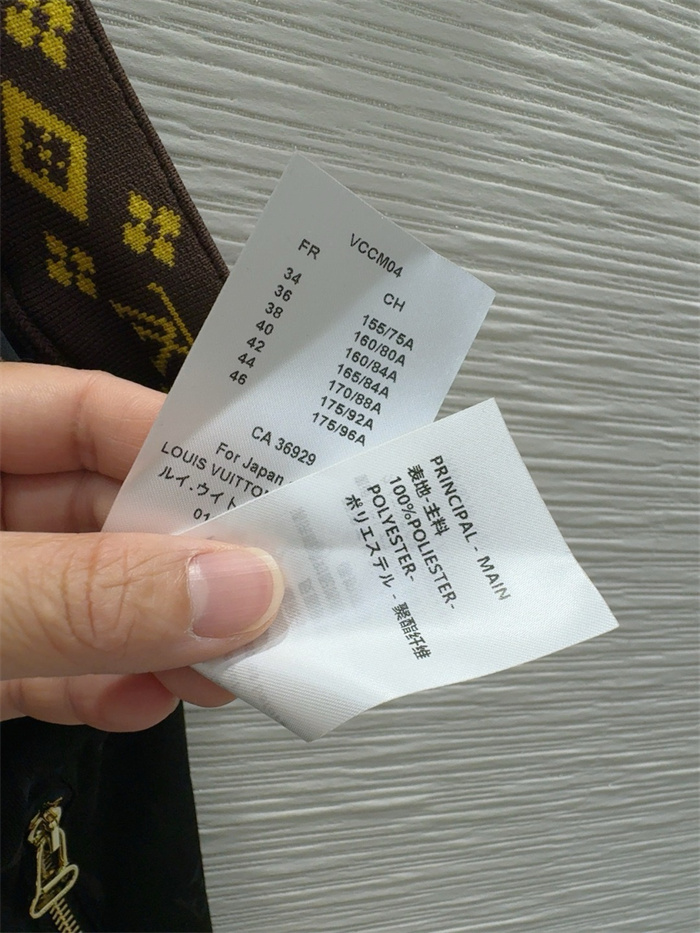 VCCM04
FR CH
34 155/75A
36 160/80A
38 160/84A
40 165/84A
42 170/88A
44 175/92A
46 175/96A
CA 36929
For Japan
LOUIS VUITTON
ルイ.ウイト
01
PRINCIPAL - MAIN
表地-主料
100%POLIESTER-
POLYESTER-
ポリエステル - 聚酯纤维